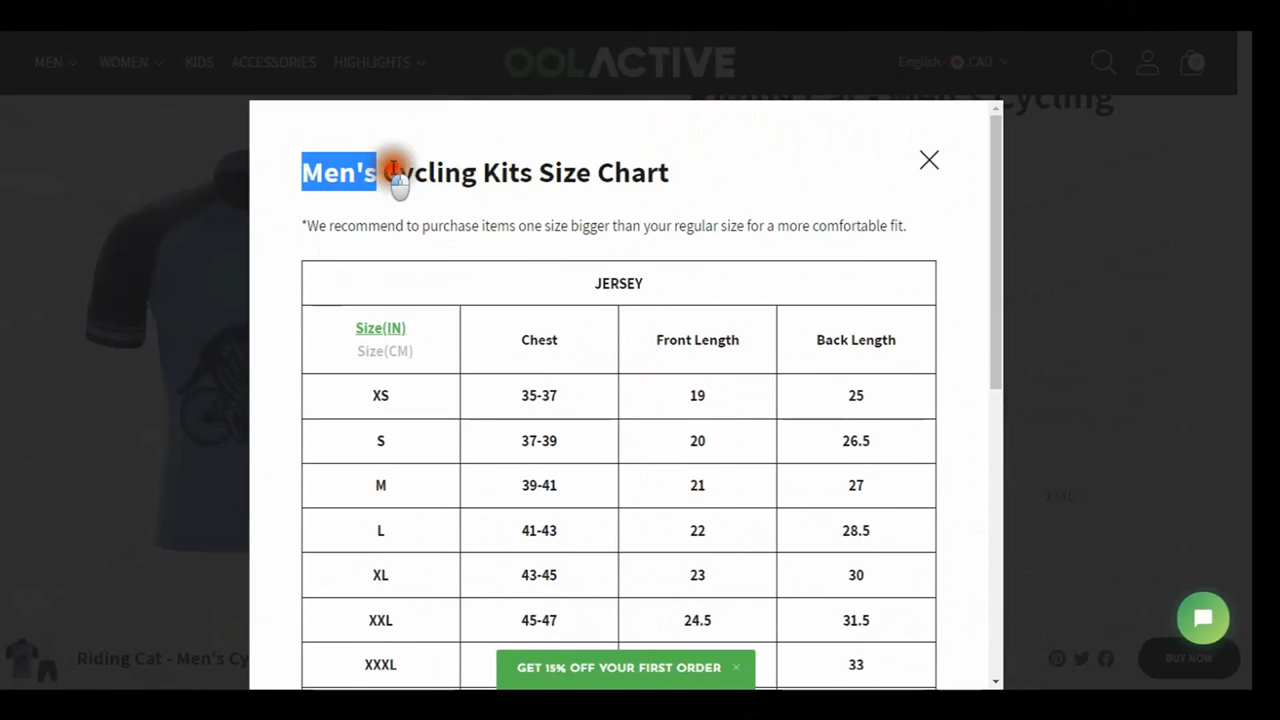 MEN WOMEN KIDS ACCESSORIES HIGHLIGHTS OOLACTIVE English - CAD
Cycling
Men's Cycling Kits Size Chart
*We recommend to purchase items one size bigger than your regular size for a more comfortable fit.
JERSEY
Size(IN)
Size(CM)
Chest Front Length Back Length
XS 35-37 19 25
S 37-39 20 26.5
M 39-41 21 27
L 41-43 22 28.5
XL 43-45 23 30
XXL 45-47 24.5 31.5
XXXL 33
GET 15% OFF YOUR FIRST ORDER ×
Riding Cat - Men's Cy
BUY NOW